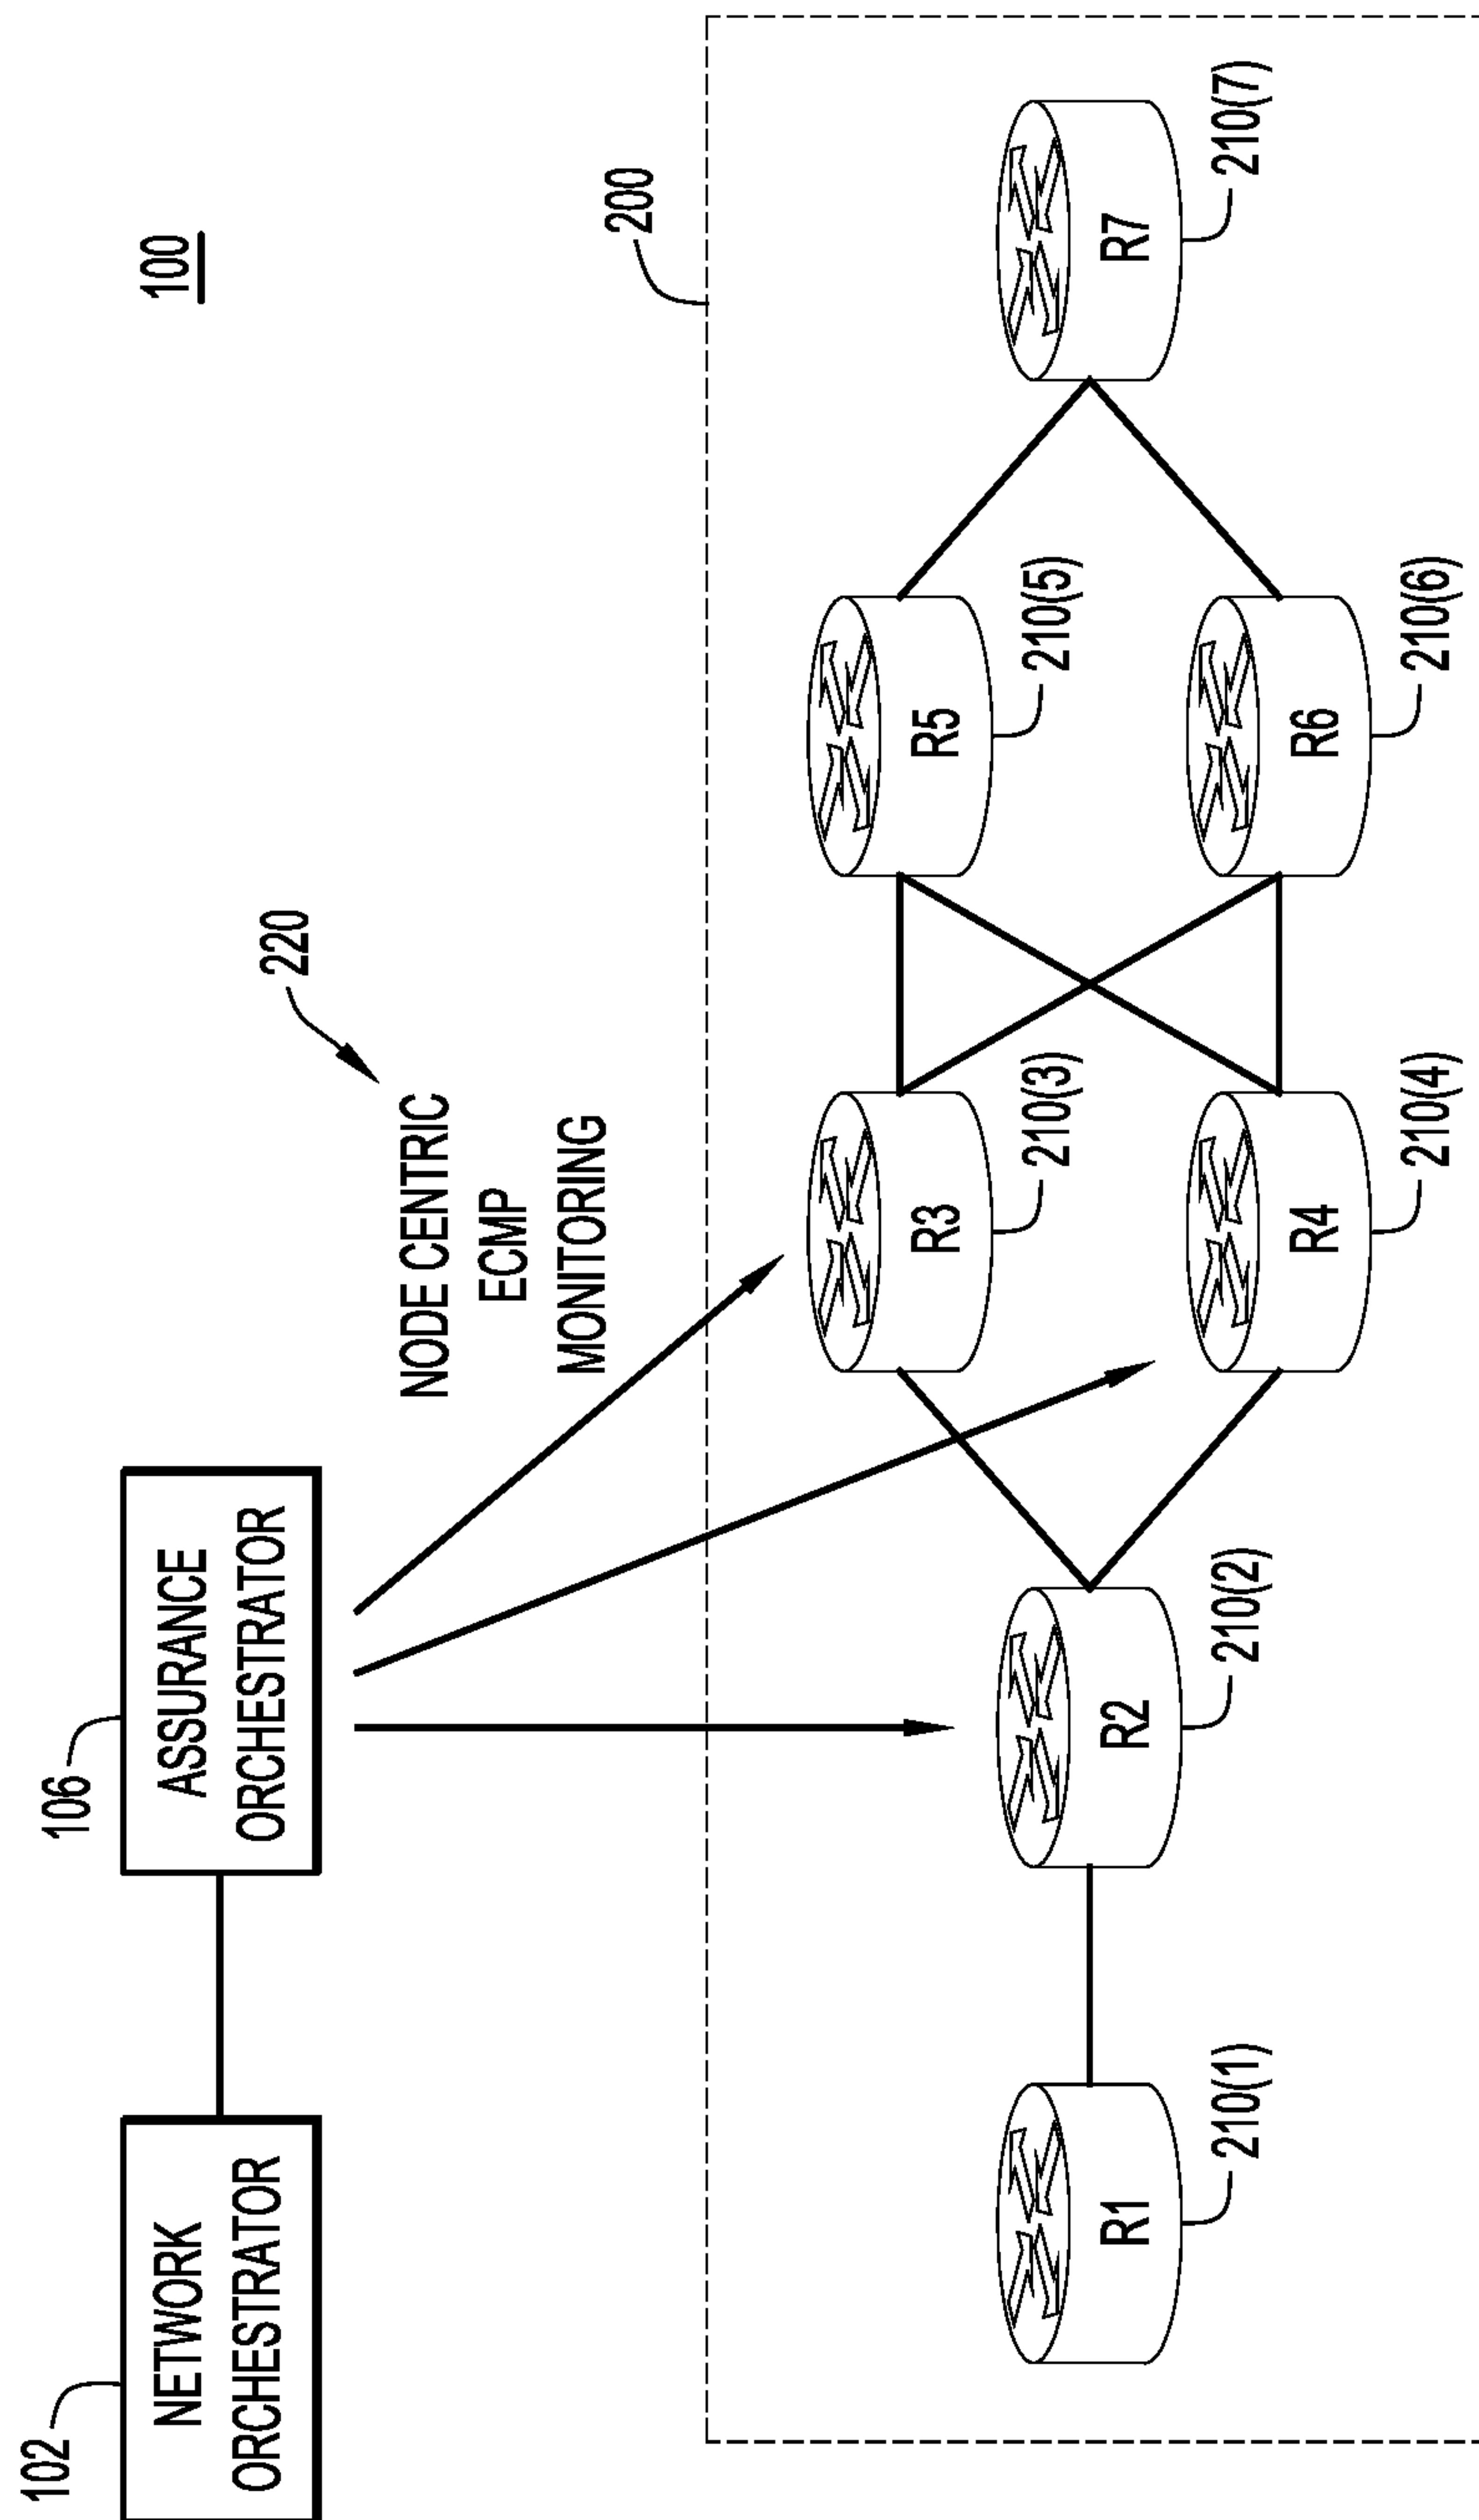 100
102
NETWORK
ORCHESTRATOR
106
ASSURANCE
ORCHESTRATOR
220
NODE CENTRIC
ECMP
MONITORING
200
R3
210(3)
R5
210(5)
R1
210(1)
R2
210(2)
R7
210(7)
R4
210(4)
R6
210(6)